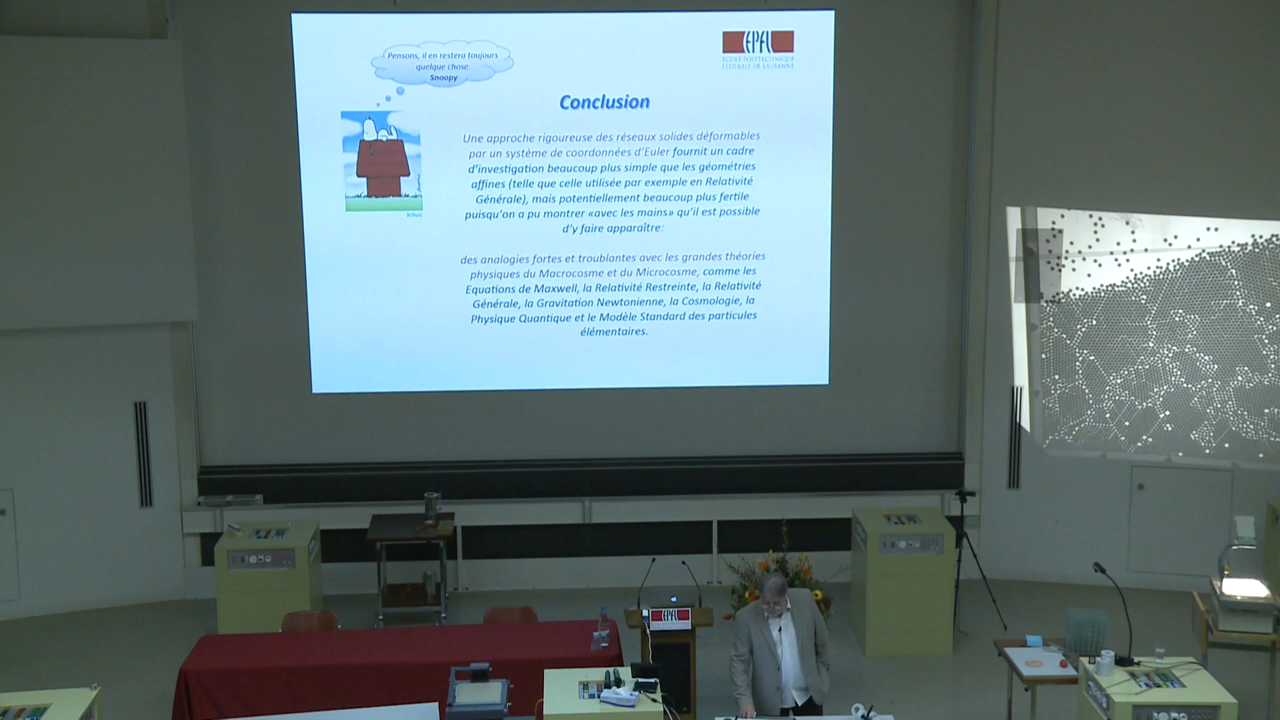 Pensons, il en restera toujours
quelque chose.
Snoopy
EPFL
ÉCOLE POLYTECHNIQUE
FÉDÉRALE DE LAUSANNE
Conclusion
Une approche rigoureuse des réseaux solides déformables
par un système de coordonnées d'Euler fournit un cadre
d'investigation beaucoup plus simple que les géométries
affines (telle que celle utilisée par exemple en Relativité
Générale), mais potentiellement beaucoup plus fertile
puisqu'on a pu montrer «avec les mains» qu'il est possible
d'y faire apparaître:
des analogies fortes et troublantes avec les grandes théories
physiques du Macrocosme et du Microcosme, comme les
Equations de Maxwell, la Relativité Restreinte, la Relativité
Générale, la Gravitation Newtonienne, la Cosmologie, la
Physique Quantique et le Modèle Standard des particules
élémentaires.
Schulz
EPFL